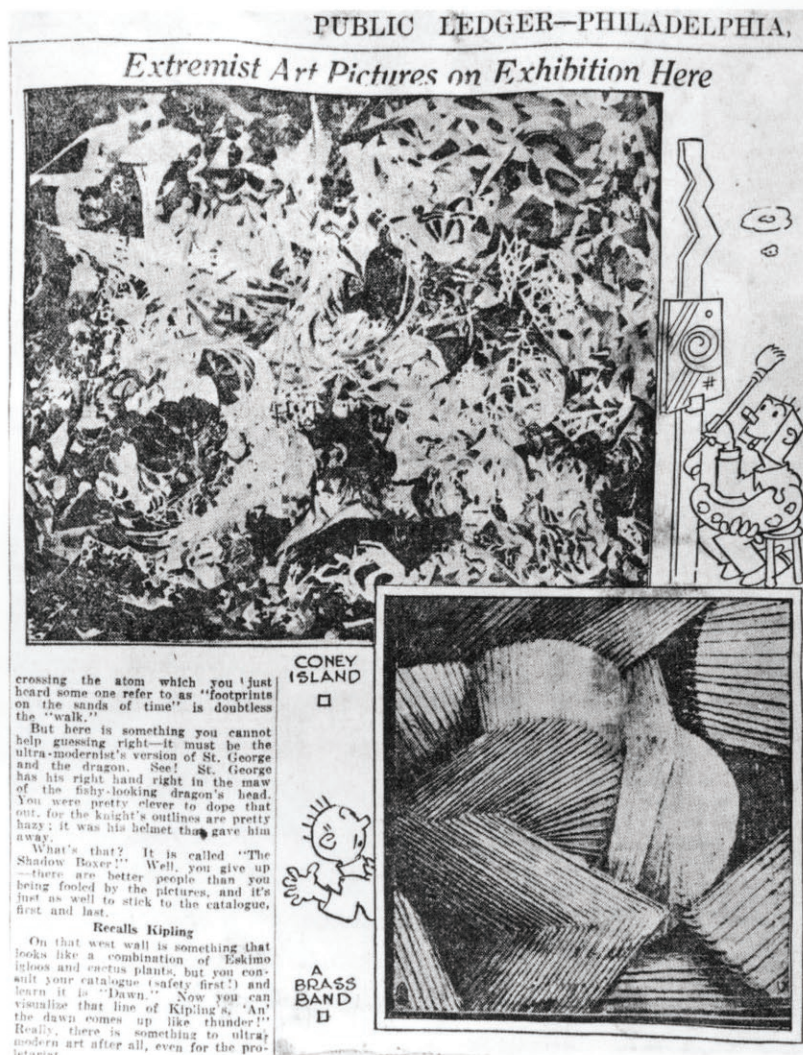 PUBLIC LEDGER—PHILADELPHIA,
Extremist Art Pictures on Exhibition Here
crossing the atom which you just
heard some one refer to as "footprints
on the sands of time" is doubtless
the "walk."
But here is something you cannot
help guessing right—it must be the
ultra-modernist's version of St. George
and the dragon. See! St. George
has his right hand right in the maw
of the fishy-looking dragon's head.
You were pretty clever to dope that
out, for the knight's outlines are pretty
hazy; it was his helmet that gave him
away.
What's that? It is called "The
Shadow Boxer!" Well, you give up
—there are better people than you
being fooled by the pictures, and it's
just as well to stick to the catalogue,
first and last.
Recalls Kipling
On that west wall is something that
looks like a combination of Eskimo
igloos and cactus plants, but you con-
sult your catalogue (safety first!) and
learn it is "Dawn." Now you can
visualize that line of Kipling's, 'An'
the dawn comes up like thunder!"
Really, there is something to ultra-
modern art after all, even for the pro-
CONEY
ISLAND
A
BRASS
BAND